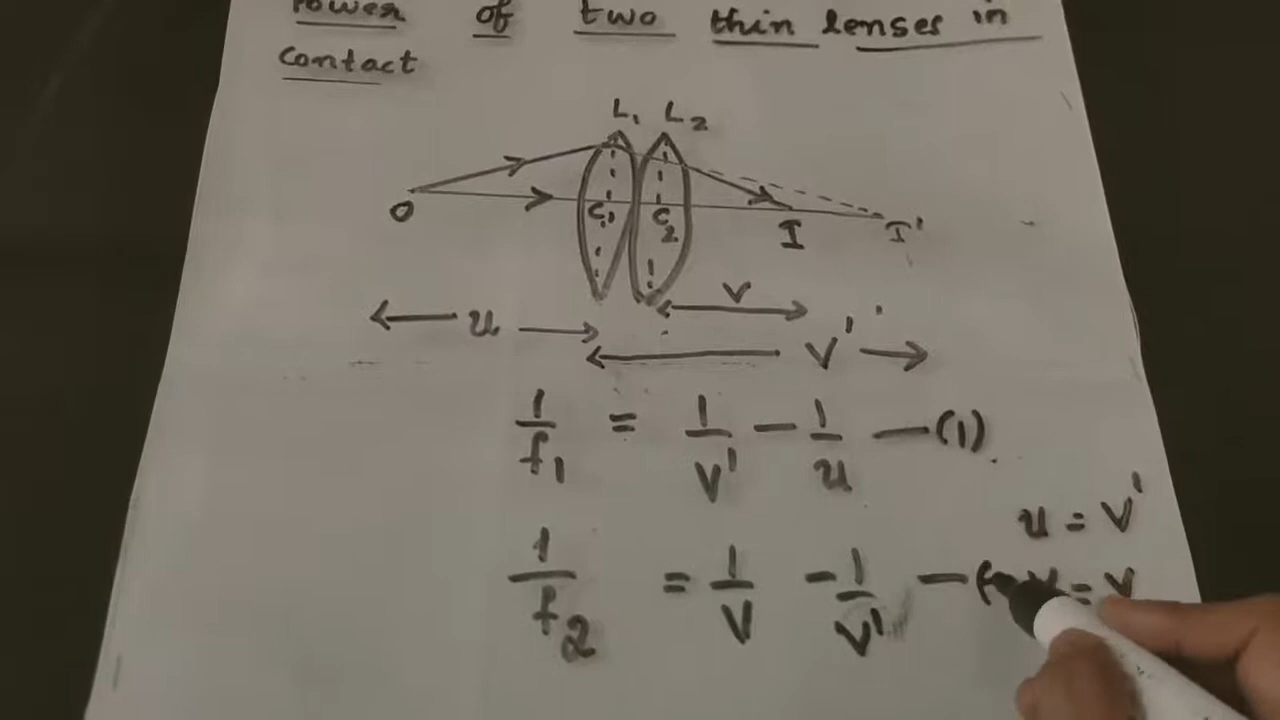 Power of two thin lenses in
contact
L₁ L₂
O C₁ C₂ I I'
v
u
v'
1/f₁ = 1/v' - 1/u —(1)
u = v'
1/f₂ = 1/v - 1/v' —(
v = v